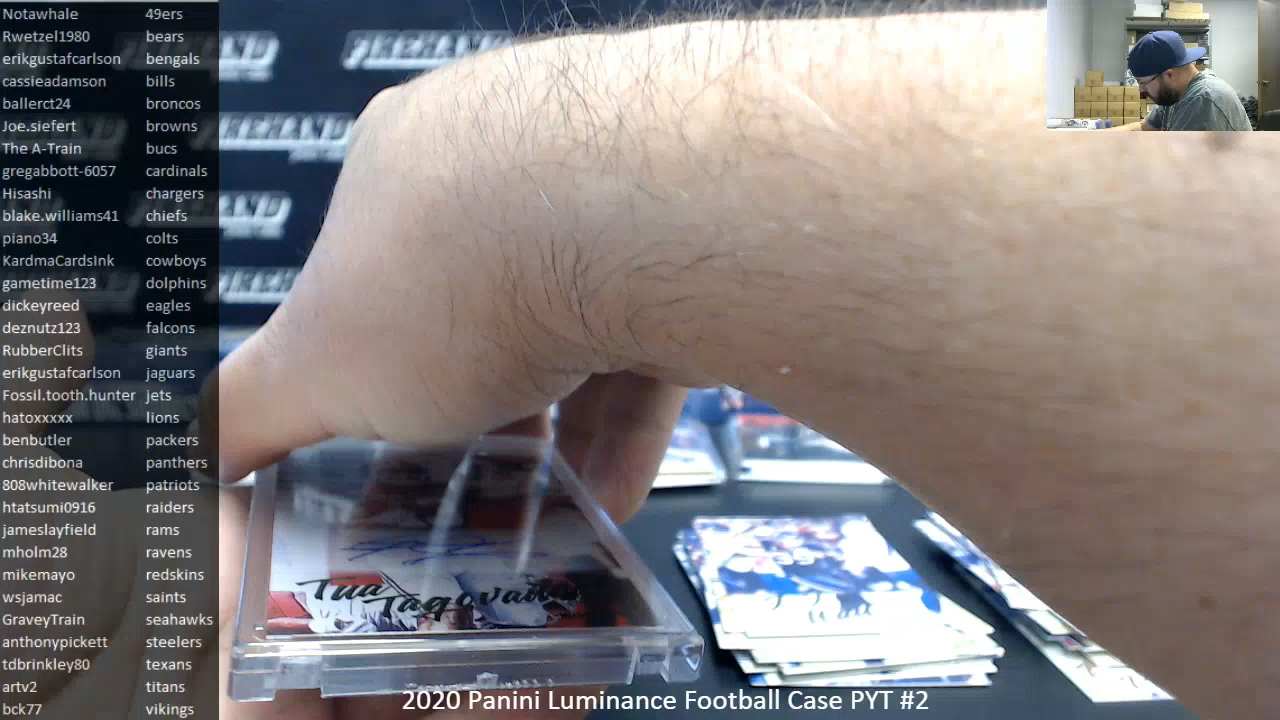 Notawhale 49ers
Rwetzel1980 bears
erikgustafcarlson bengals
cassieadamson bills
ballerct24 broncos
Joe.siefert browns
The A-Train bucs
gregabbott-6057 cardinals
Hisashi chargers
blake.williams41 chiefs
piano34 colts
KardmaCardsInk cowboys
gametime123 dolphins
dickeyreed eagles
deznutz123 falcons
RubberClits giants
erikgustafcarlson jaguars
Fossil.tooth.hunter jets
hatoxxxxx lions
benbutler packers
chrisdibona panthers
808whitewalker patriots
htatsumi0916 raiders
jameslayfield rams
mholm28 ravens
mikemayo redskins
wsjamac saints
GraveyTrain seahawks
anthonypickett steelers
tdbrinkley80 texans
artv2 titans
bck77 vikings
Tua
2020 Panini Luminance Football Case PYT #2